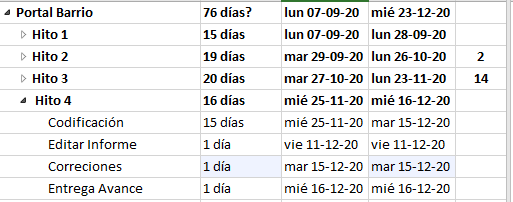 Portal Barrio 76 días? lun 07-09-20 mié 23-12-20
Hito 1 15 días lun 07-09-20 lun 28-09-20
Hito 2 19 días mar 29-09-20 lun 26-10-20 2
Hito 3 20 días mar 27-10-20 lun 23-11-20 14
Hito 4 16 días mié 25-11-20 mié 16-12-20
Codificación 15 días mié 25-11-20 mar 15-12-20
Editar Informe 1 día vie 11-12-20 vie 11-12-20
Correciones 1 día mar 15-12-20 mar 15-12-20
Entrega Avance 1 día mié 16-12-20 mié 16-12-20